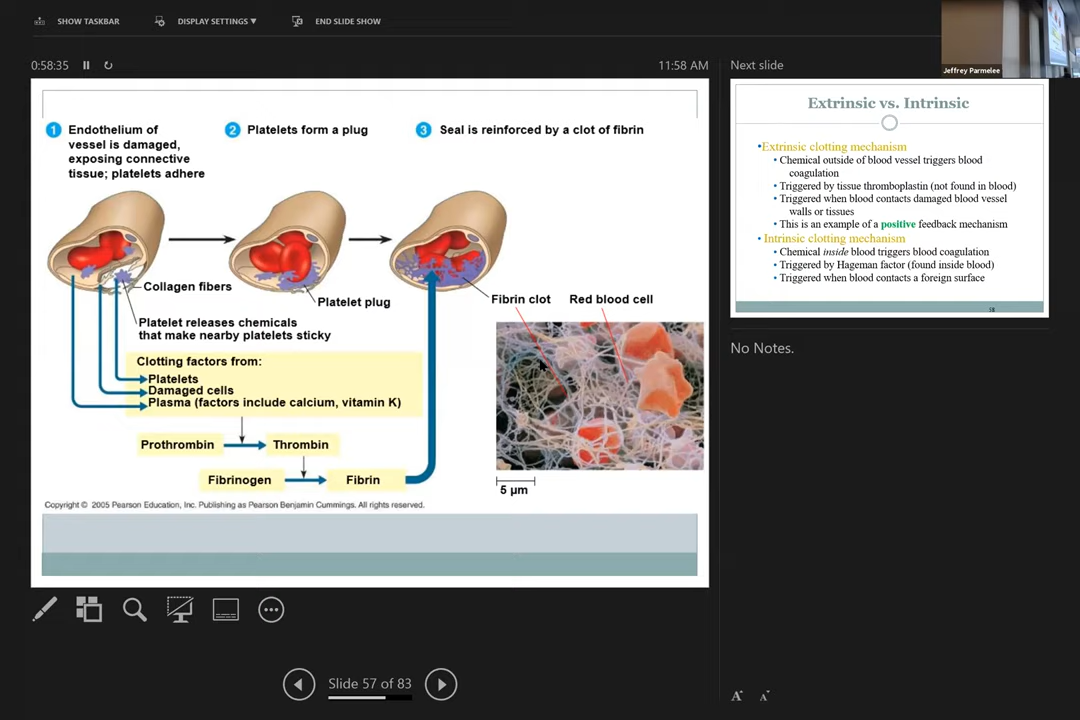 SHOW TASKBAR
DISPLAY SETTINGS ▼
END SLIDE SHOW
Jeffrey Parmelee
0:58:35
11:58 AM
Next slide
1 Endothelium of
vessel is damaged,
exposing connective
tissue; platelets adhere
2 Platelets form a plug
3 Seal is reinforced by a clot of fibrin
Collagen fibers
Platelet plug
Fibrin clot
Red blood cell
Platelet releases chemicals
that make nearby platelets sticky
Clotting factors from:
Platelets
Damaged cells
Plasma (factors include calcium, vitamin K)
Prothrombin
Thrombin
Fibrinogen
Fibrin
5 µm
Copyright © 2005 Pearson Education, Inc. Publishing as Pearson Benjamin Cummings. All rights reserved.
Extrinsic vs. Intrinsic
•Extrinsic clotting mechanism
• Chemical outside of blood vessel triggers blood
coagulation
• Triggered by tissue thromboplastin (not found in blood)
• Triggered when blood contacts damaged blood vessel
walls or tissues
• This is an example of a positive feedback mechanism
• Intrinsic clotting mechanism
• Chemical inside blood triggers blood coagulation
• Triggered by Hageman factor (found inside blood)
• Triggered when blood contacts a foreign surface
58
No Notes.
Slide 57 of 83
A A